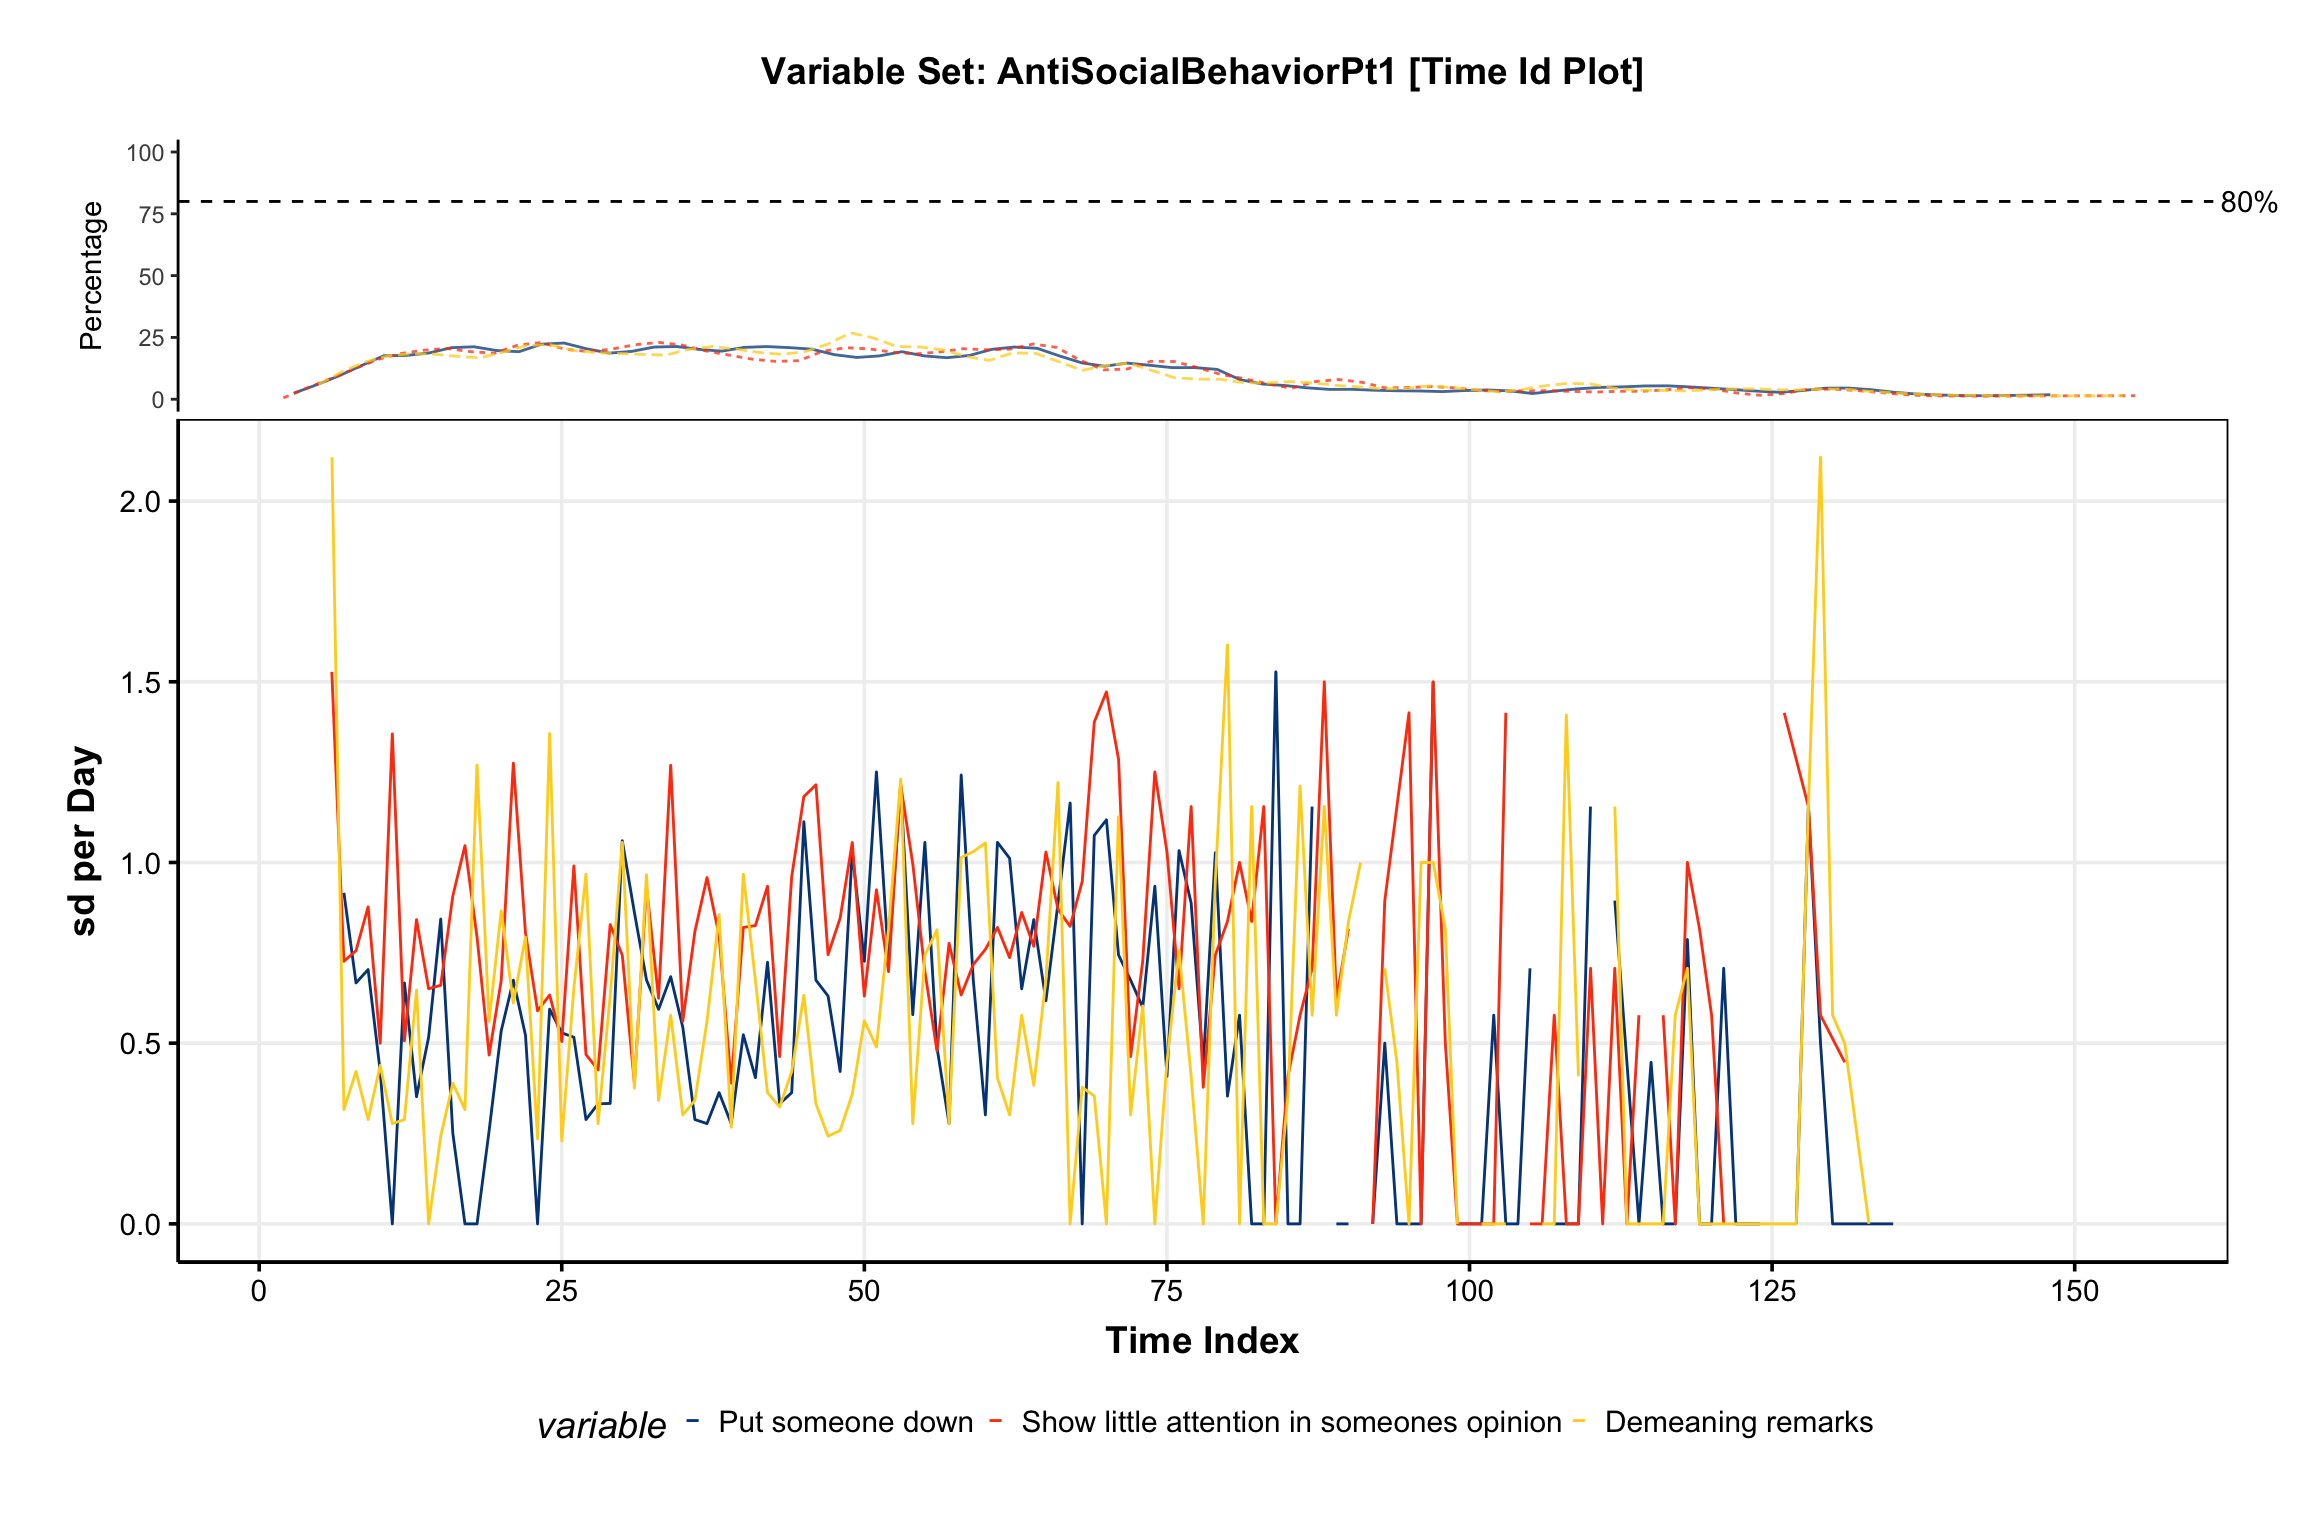 Variable Set: AntiSocialBehaviorPt1 [Time Id Plot]
100
75
50
25
0
Percentage
80%
2.0
1.5
1.0
0.5
0.0
sd per Day
0 25 50 75 100 125 150
Time Index
variable Put someone down Show little attention in someones opinion Demeaning remarks